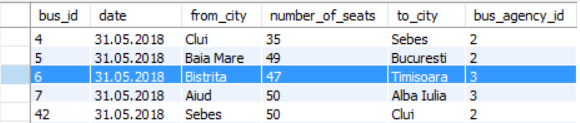 bus_id date from_city number_of_seats to_city bus_agency_id
4 31.05.2018 Clui 35 Sebes 2
5 31.05.2018 Baia Mare 49 Bucuresti 2
6 31.05.2018 Bistrita 47 Timisoara 3
7 31.05.2018 Aiud 50 Alba Iulia 3
42 31.05.2018 Sebes 50 Clui 2